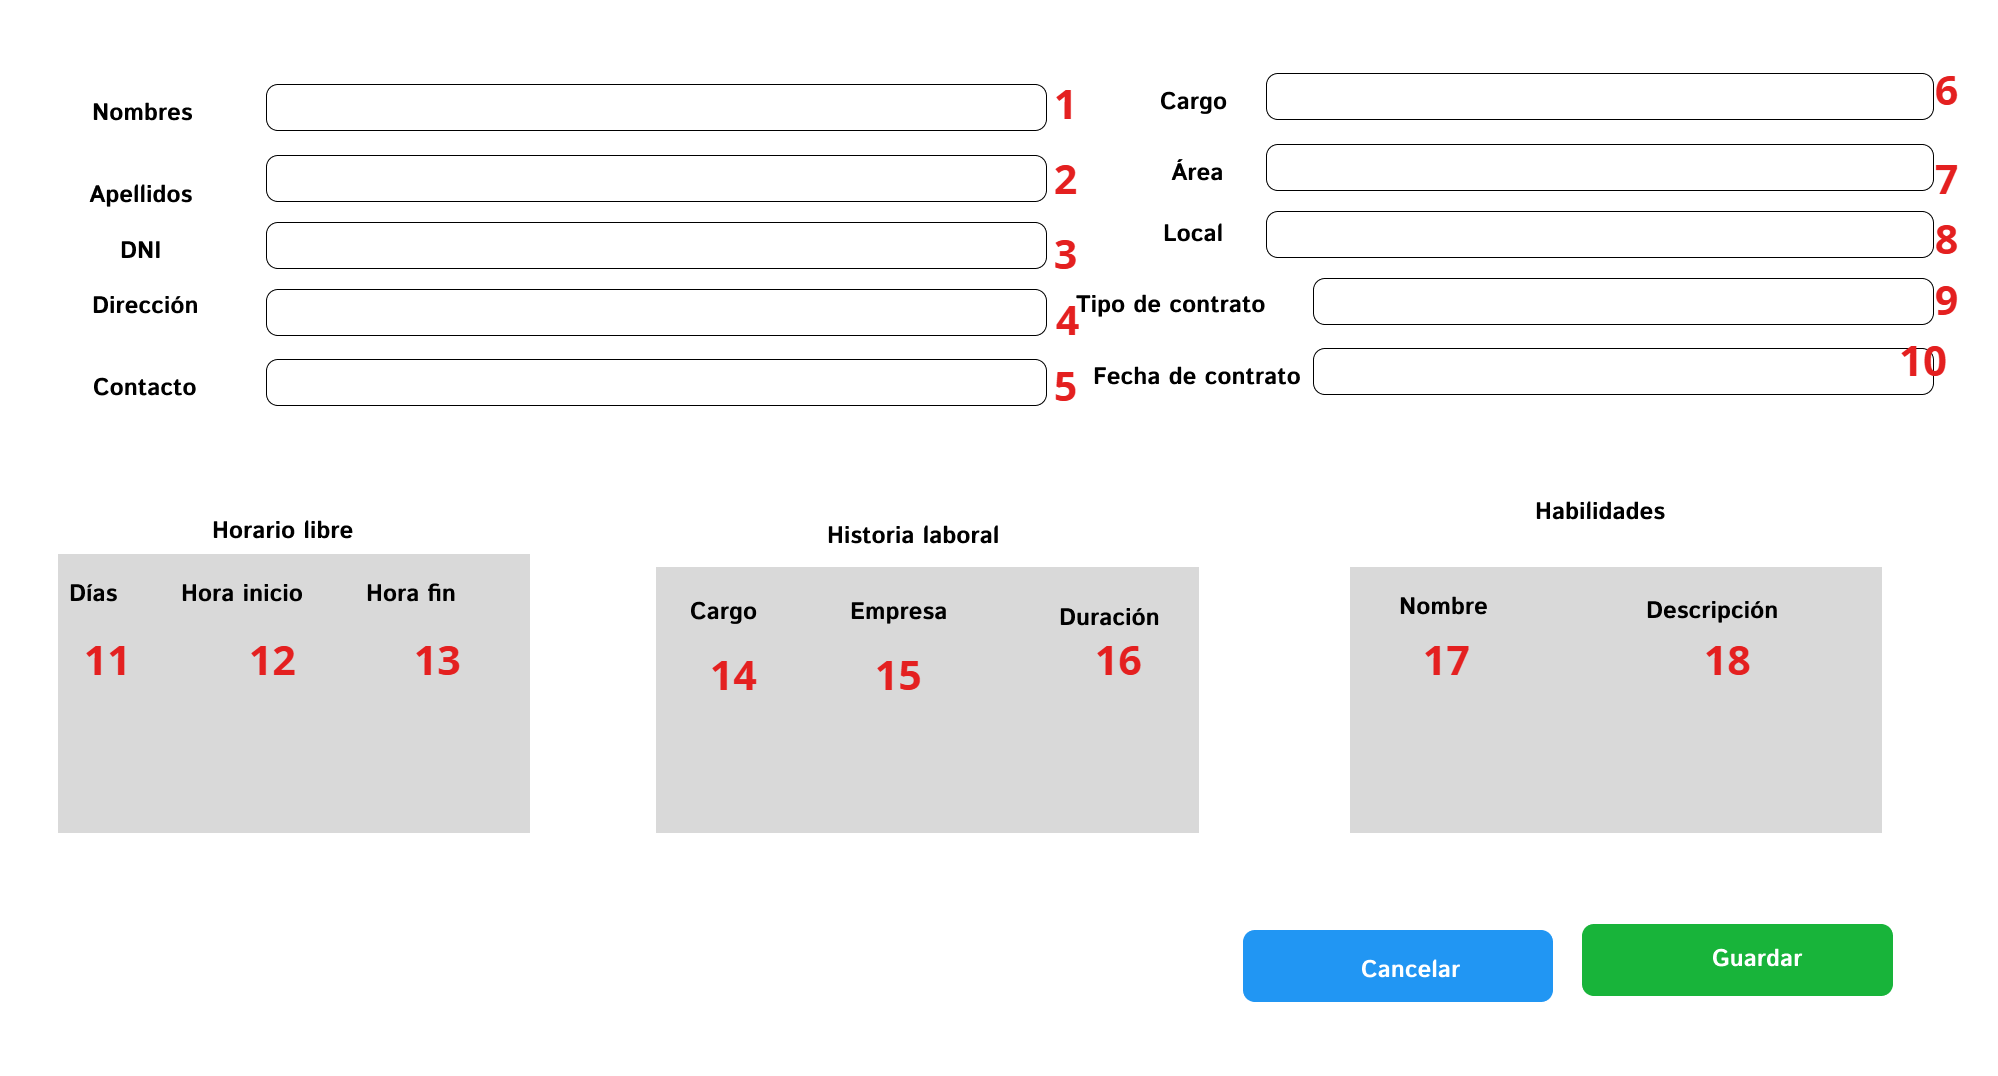 Nombres 1
Apellidos 2
DNI 3
Dirección 4
Contacto 5
Cargo 6
Área 7
Local 8
Tipo de contrato 9
Fecha de contrato 10
Horario libre
Días Hora inicio Hora fin
11 12 13
Historia laboral
Cargo Empresa Duración
14 15 16
Habilidades
Nombre Descripción
17 18
Cancelar Guardar